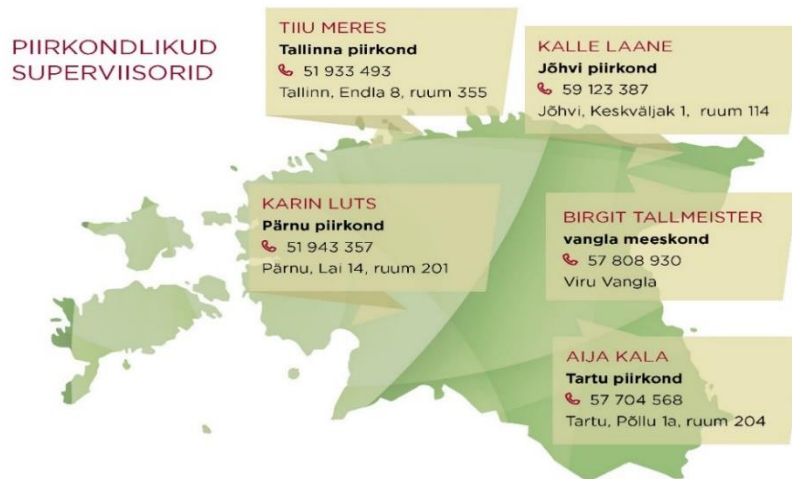 PIIRKONDLIKUD
SUPERVIISORID
TIIU MERES
Tallinna piirkond
51 933 493
Tallinn, Endla 8, ruum 355
KALLE LAANE
Jõhvi piirkond
59 123 387
Jõhvi, Keskväljak 1, ruum 114
KARIN LUTS
Pärnu piirkond
51 943 357
Pärnu, Lai 14, ruum 201
BIRGIT TALLMEISTER
vangla meeskond
57 808 930
Viru Vangla
AIJA KALA
Tartu piirkond
57 704 568
Tartu, Põllu 1a, ruum 204